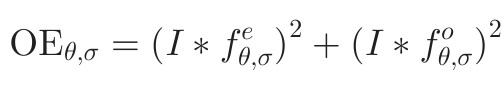 OE_{θ,σ} = (I ∗ f^e_{θ,σ})^2 + (I ∗ f^o_{θ,σ})^2